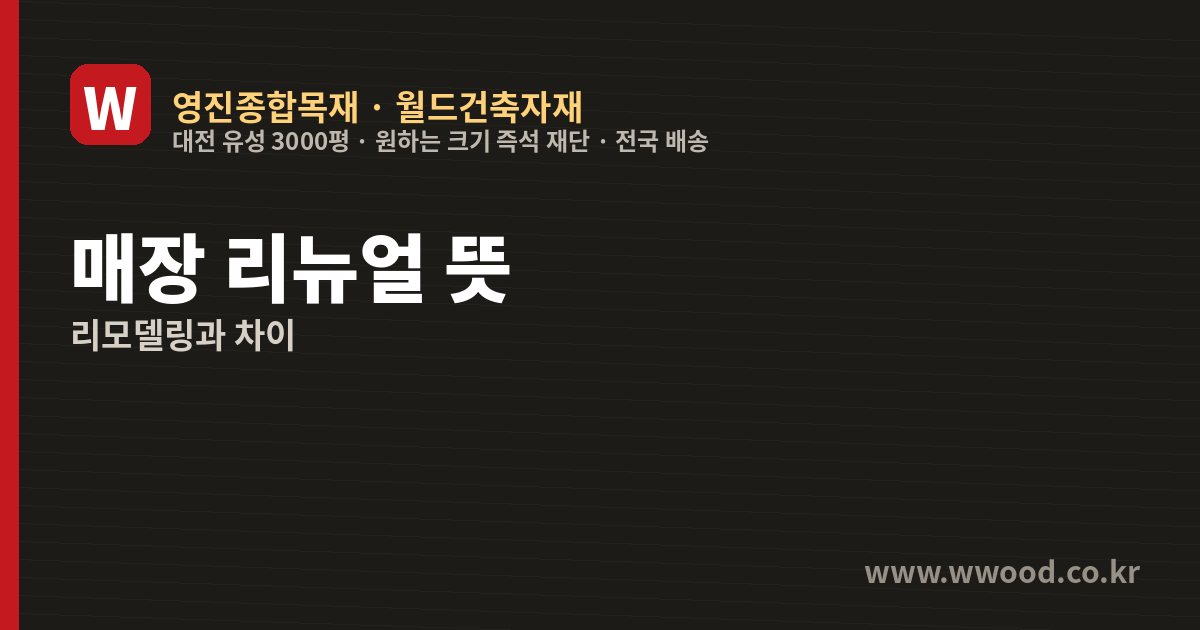 W
영진종합목재 · 월드건축자재
대전 유성 3000평 · 원하는 크기 즉석 재단 · 전국 배송
매장 리뉴얼 뜻
리모델링과 차이
www.wwood.co.kr